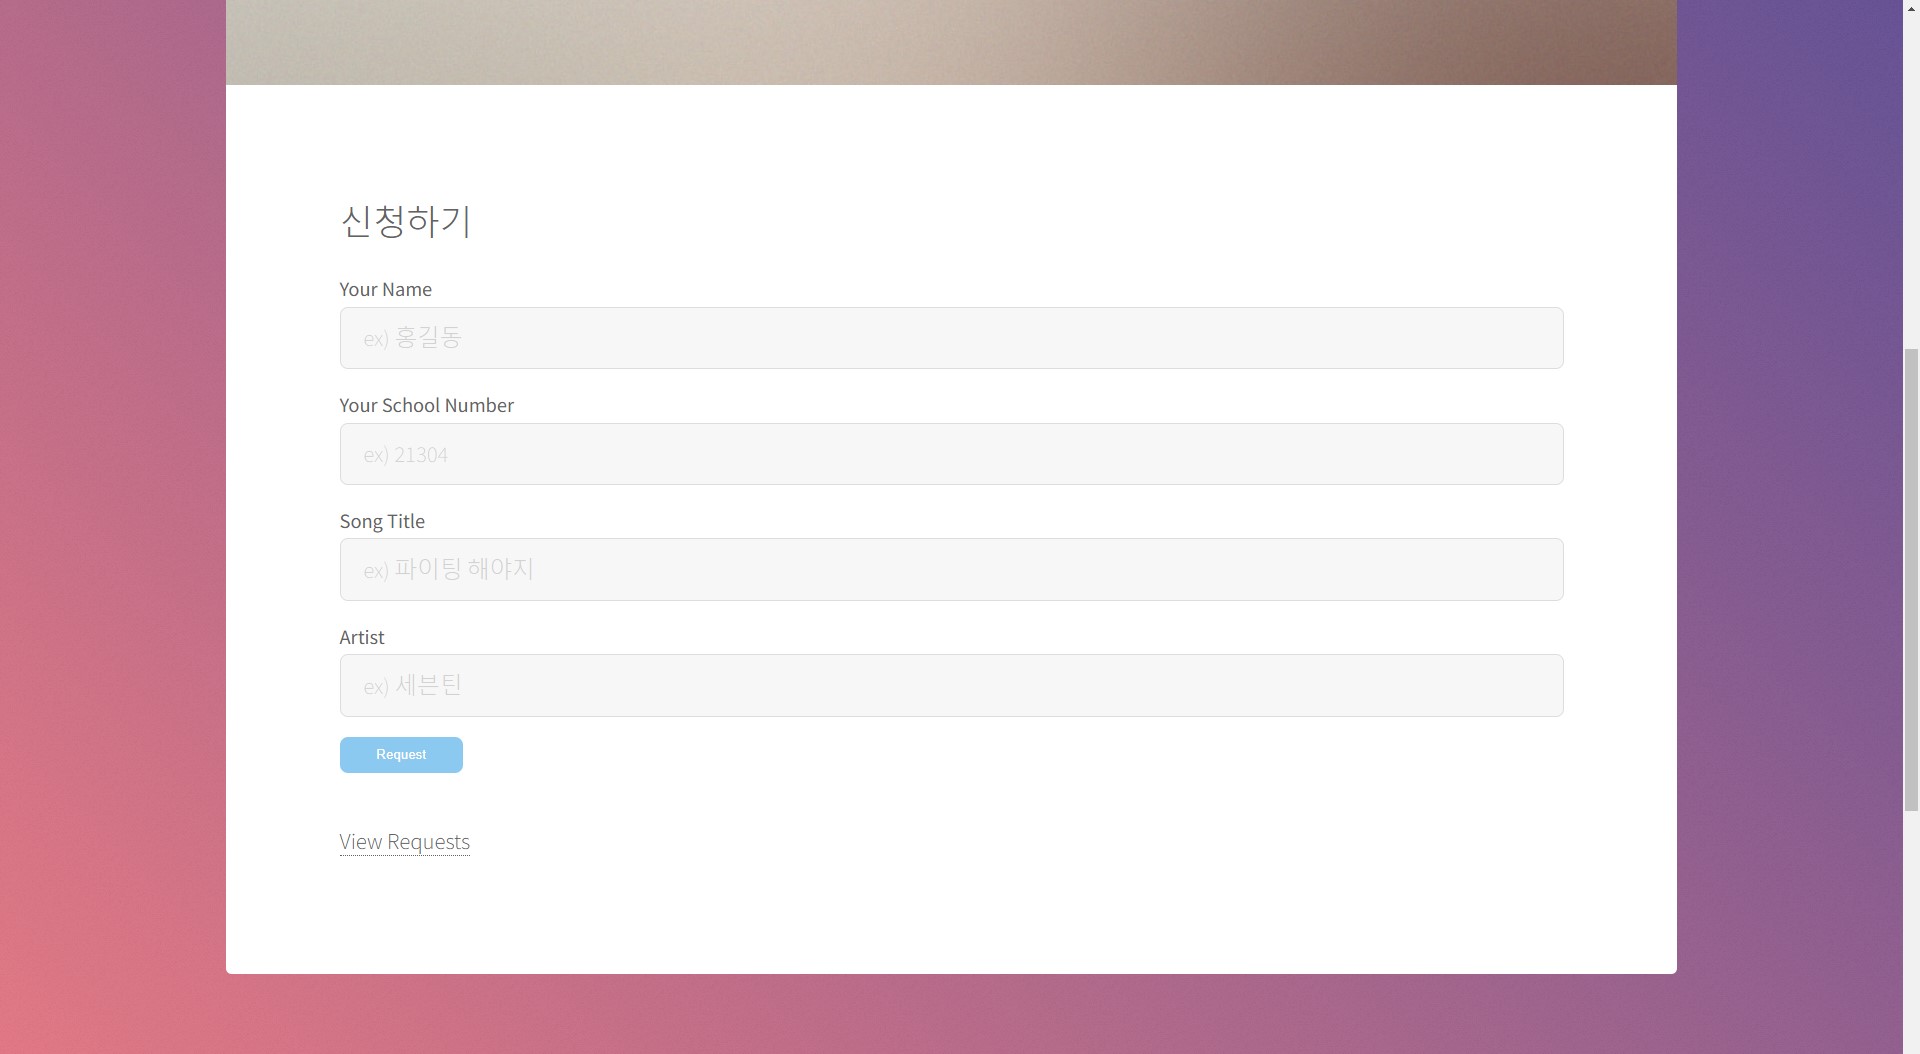 신청하기
Your Name
ex) 홍길동
Your School Number
ex) 21304
Song Title
ex) 파이팅 해야지
Artist
ex) 세븐틴
Request
View Requests